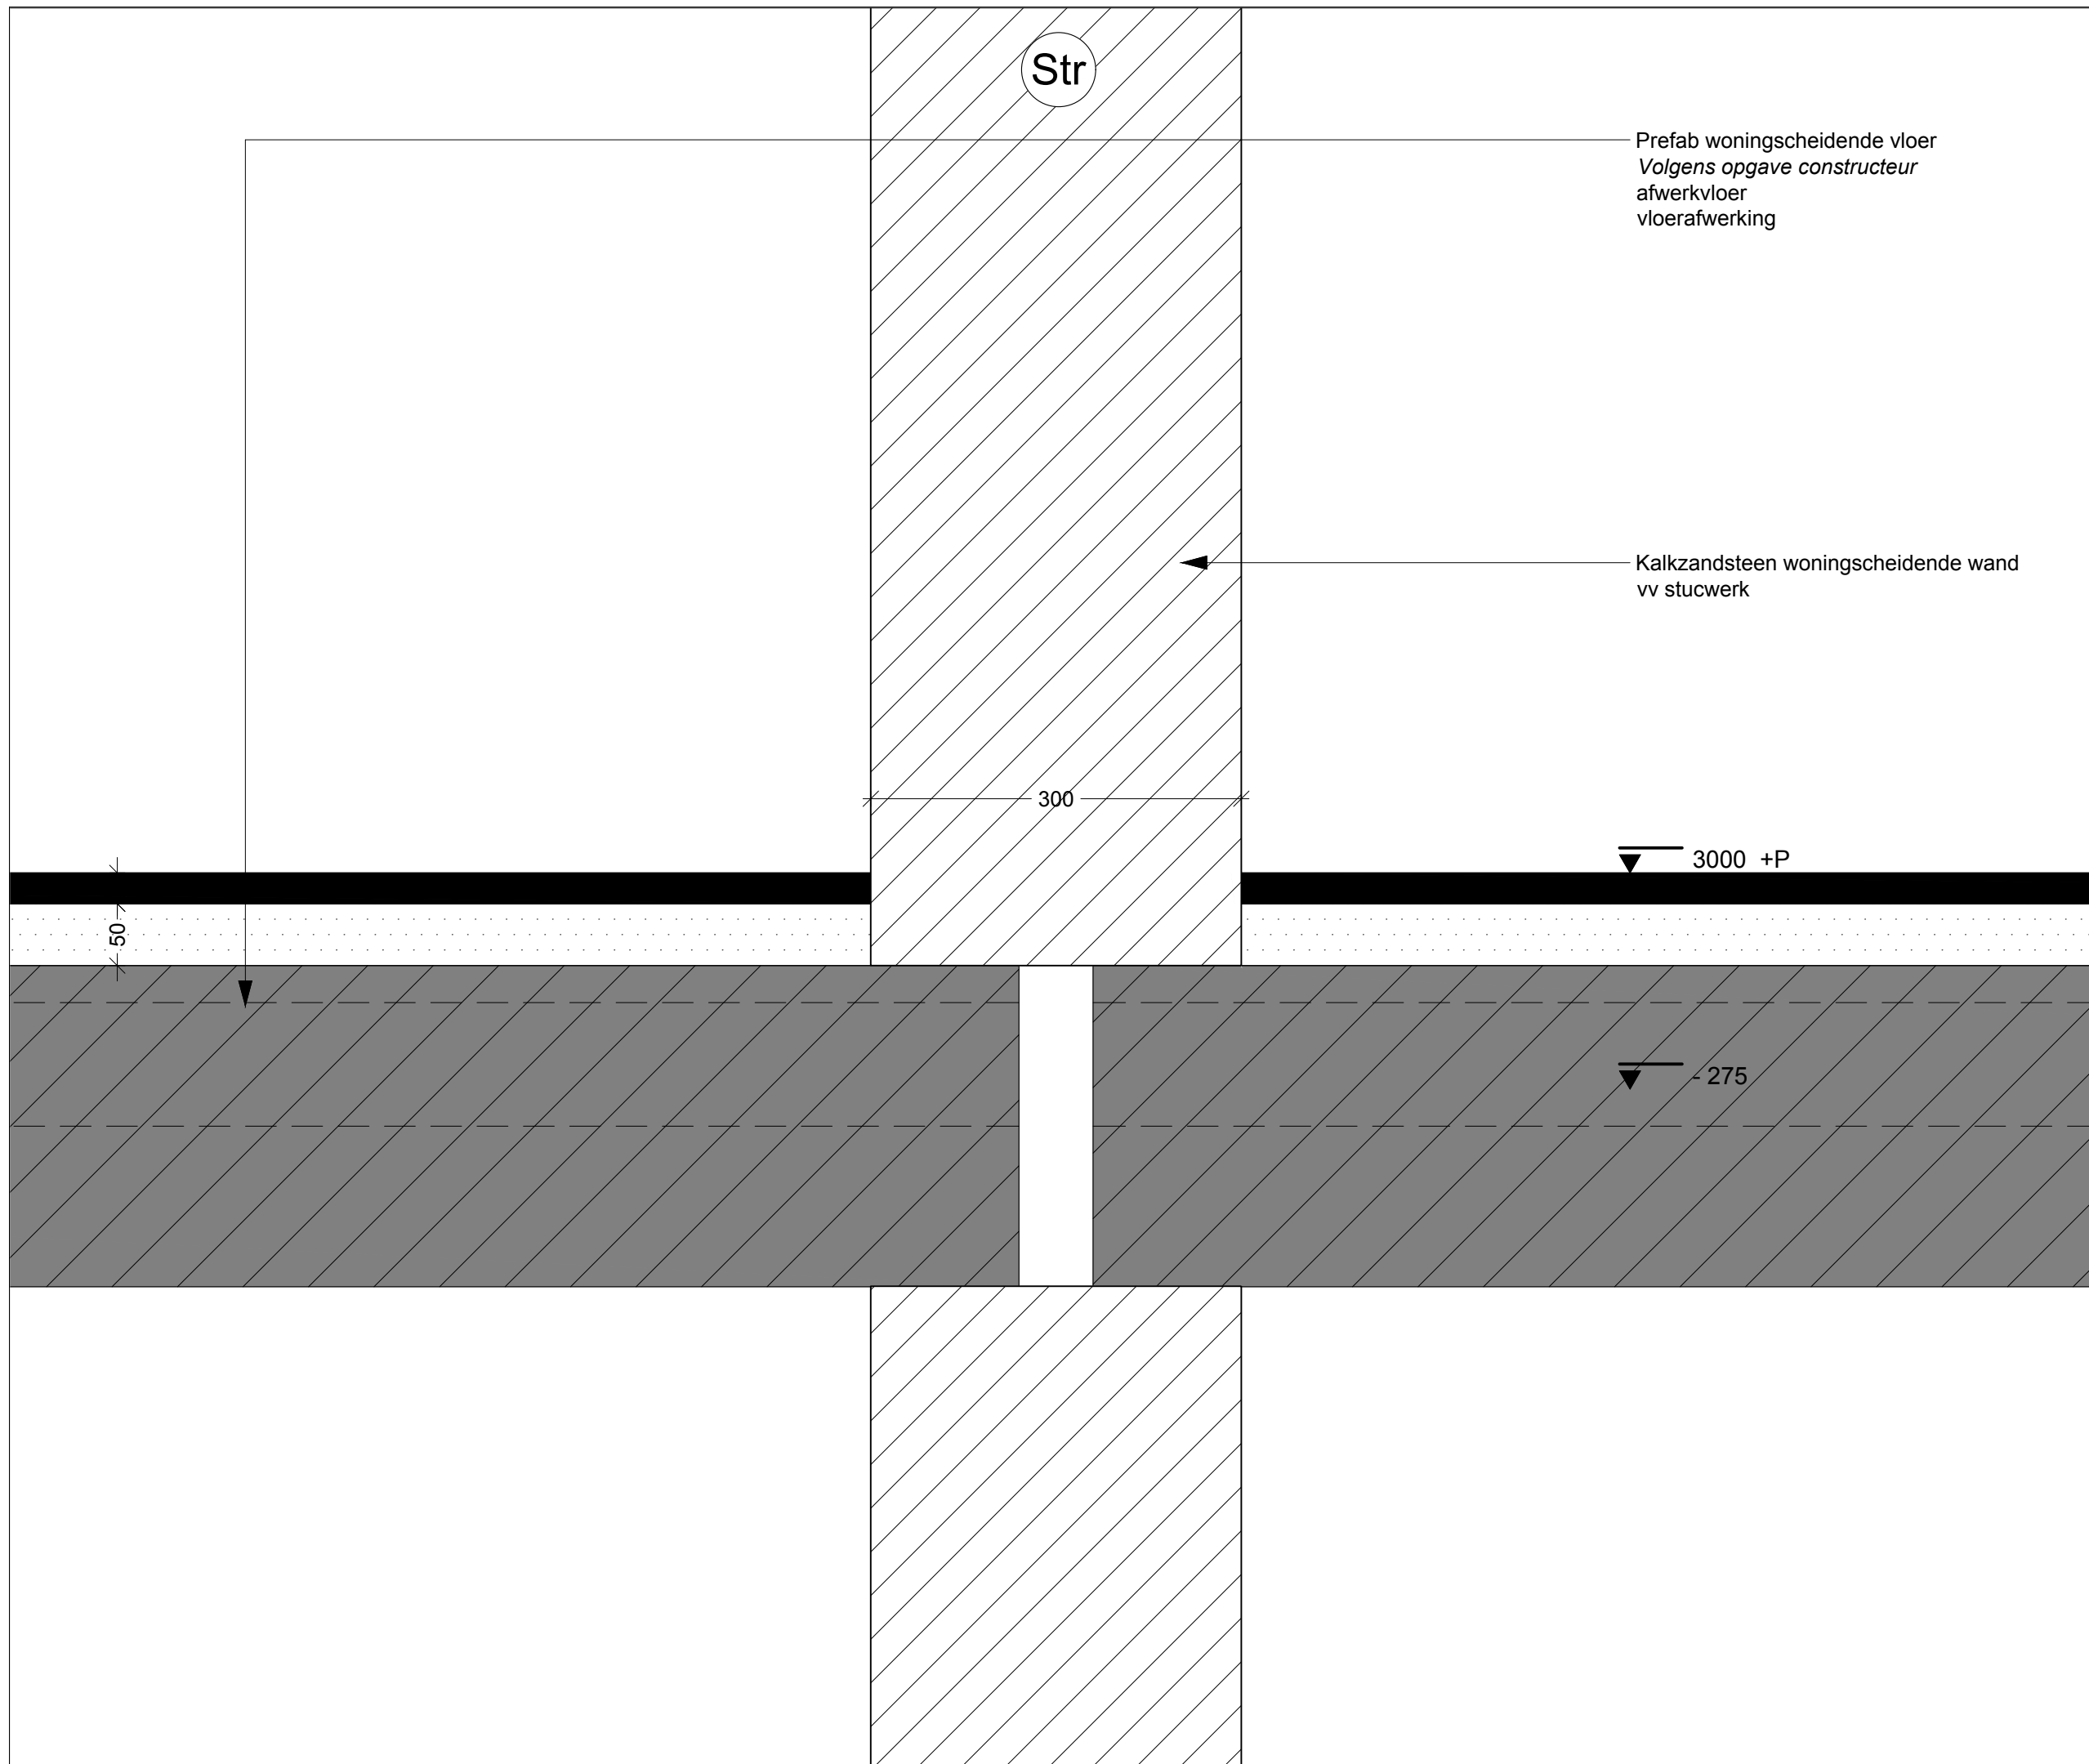 Str
Prefab woningscheidende vloer
Volgens opgave constructeur
afwerkvloer
vloerafwerking
Kalkzandsteen woningscheidende wand
vv stucwerk
300
3000 +P
50
- 275